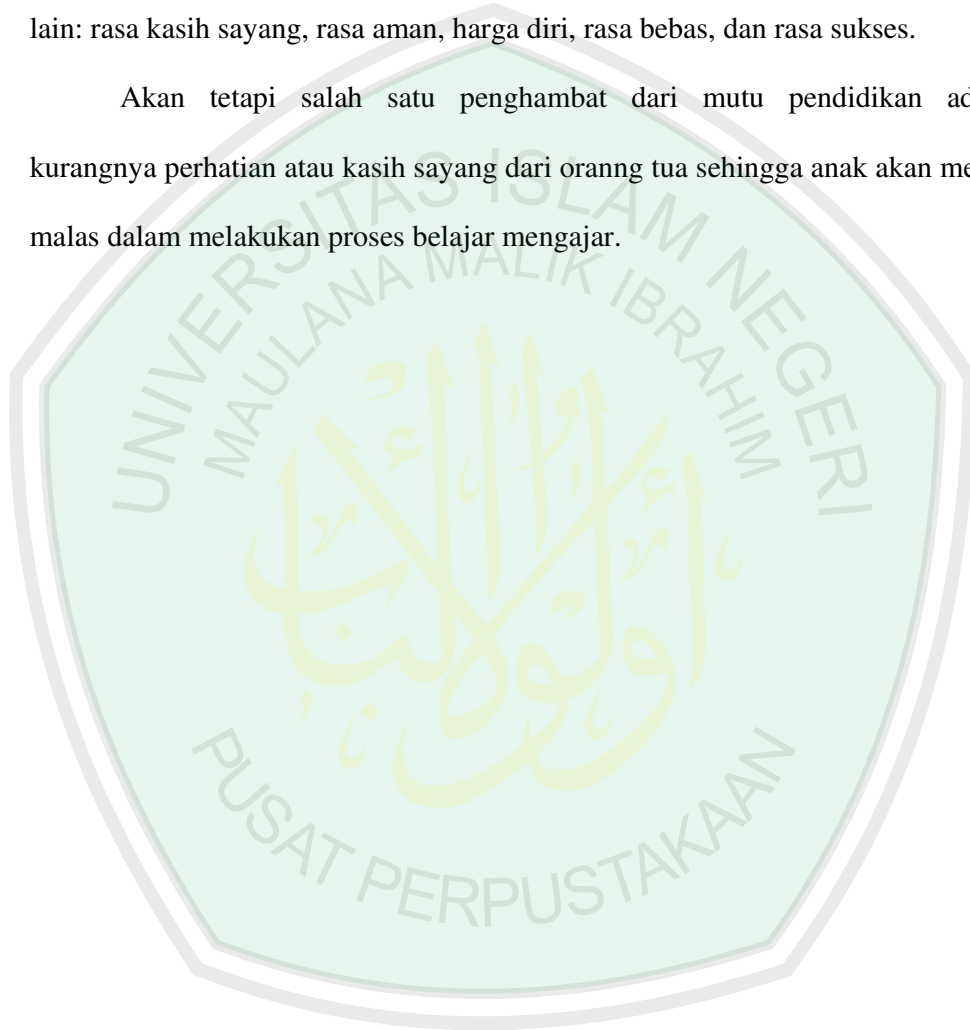 lain: rasa kasih sayang, rasa aman, harga diri, rasa bebas, dan rasa sukses.
Akan tetapi salah satu penghambat dari mutu pendidikan ad
kurangnya perhatian atau kasih sayang dari oranng tua sehingga anak akan me
malas dalam melakukan proses belajar mengajar.
UNIVERSITAS ISLAM NEGERI
MAULANA MALIK IBRAHIM
أولوا الألباب
PUSAT PERPUSTAKAAN